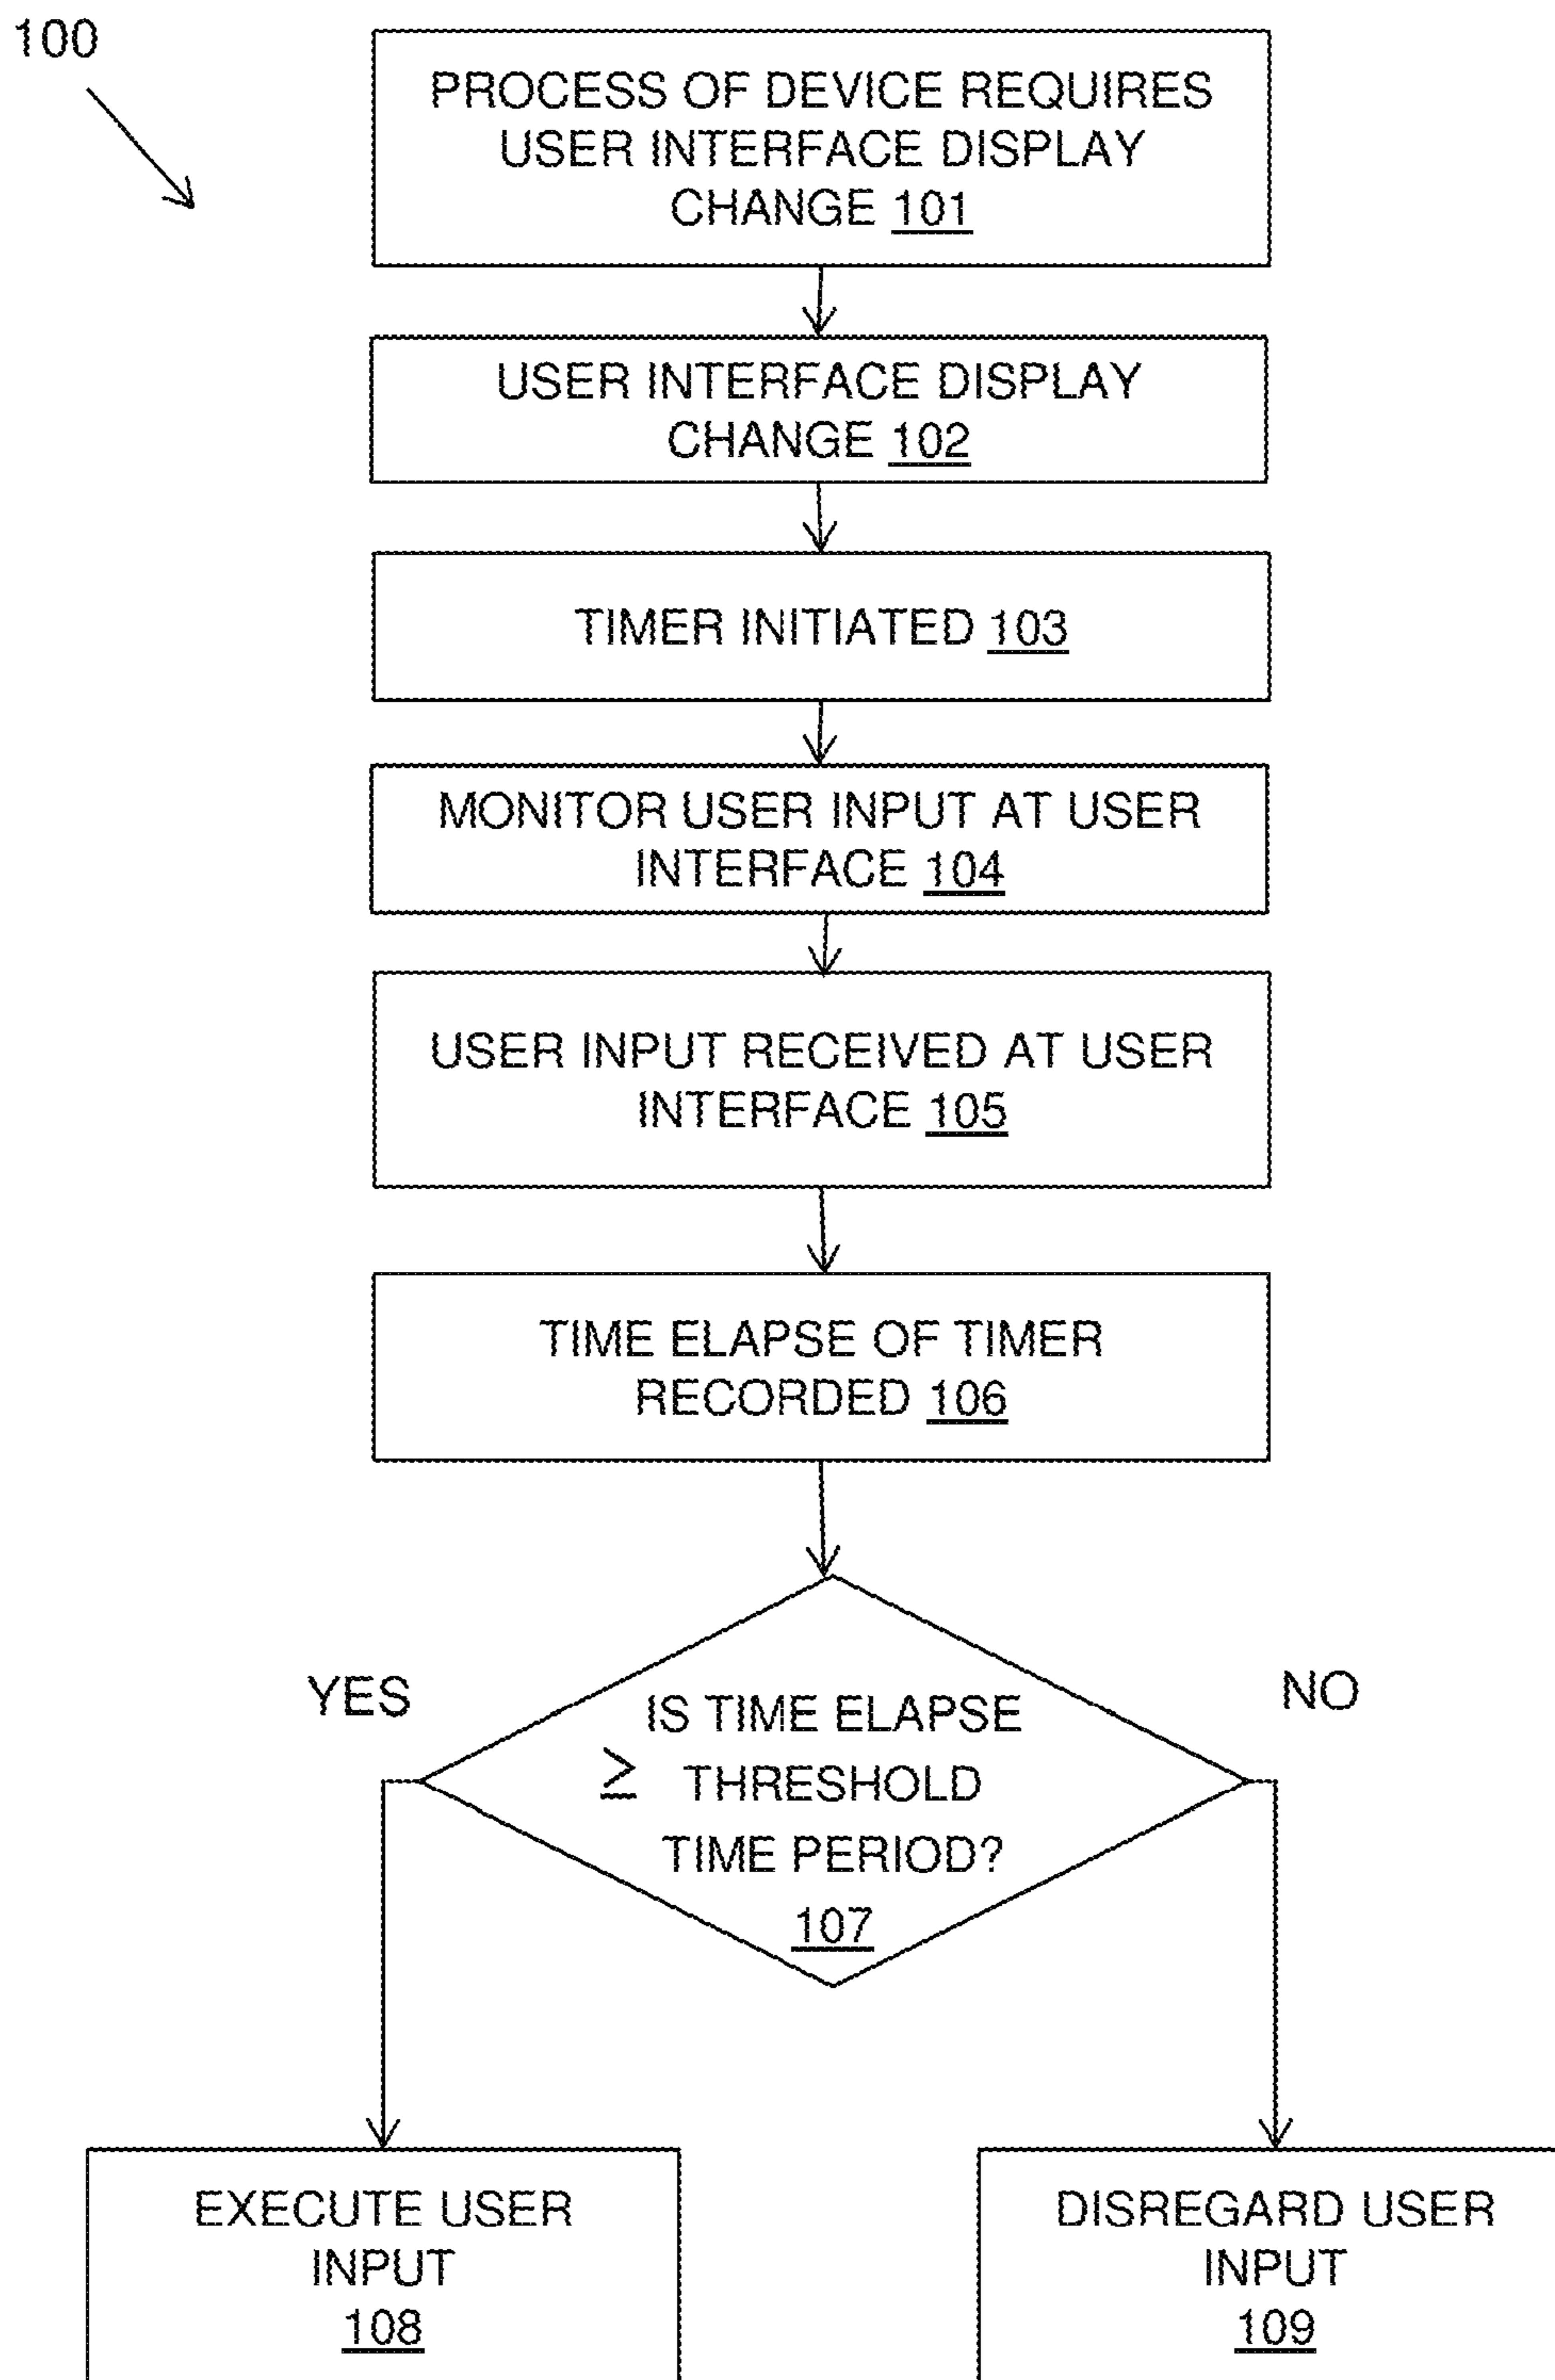 100
PROCESS OF DEVICE REQUIRES
USER INTERFACE DISPLAY
CHANGE 101
USER INTERFACE DISPLAY
CHANGE 102
TIMER INITIATED 103
MONITOR USER INPUT AT USER
INTERFACE 104
USER INPUT RECEIVED AT USER
INTERFACE 105
TIME ELAPSE OF TIMER
RECORDED 106
YES
NO
IS TIME ELAPSE
≥ THRESHOLD
TIME PERIOD?
107
EXECUTE USER
INPUT
108
DISREGARD USER
INPUT
109